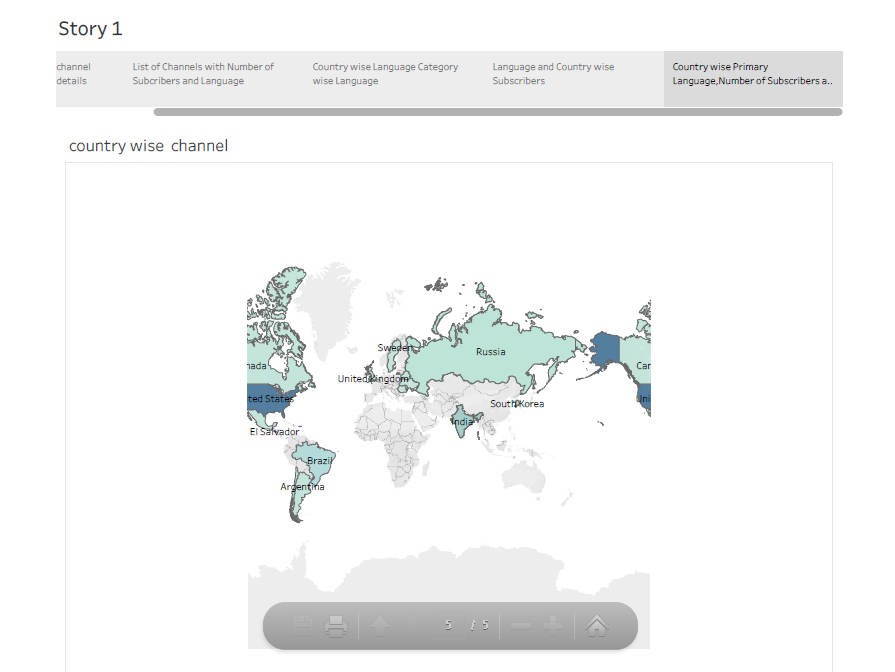 Story 1
channel
details
List of Channels with Number of
Subcribers and Language
Country wise Language Category
wise Language
Language and Country wise
Subscribers
Country wise Primary
Language,Number of Subscribers a..
country wise channel
Sweden
Russia
nada
Car
United Kingdom
ted States
Uni
South Korea
India
El Salvador
Brazil
Argentina
5 / 5